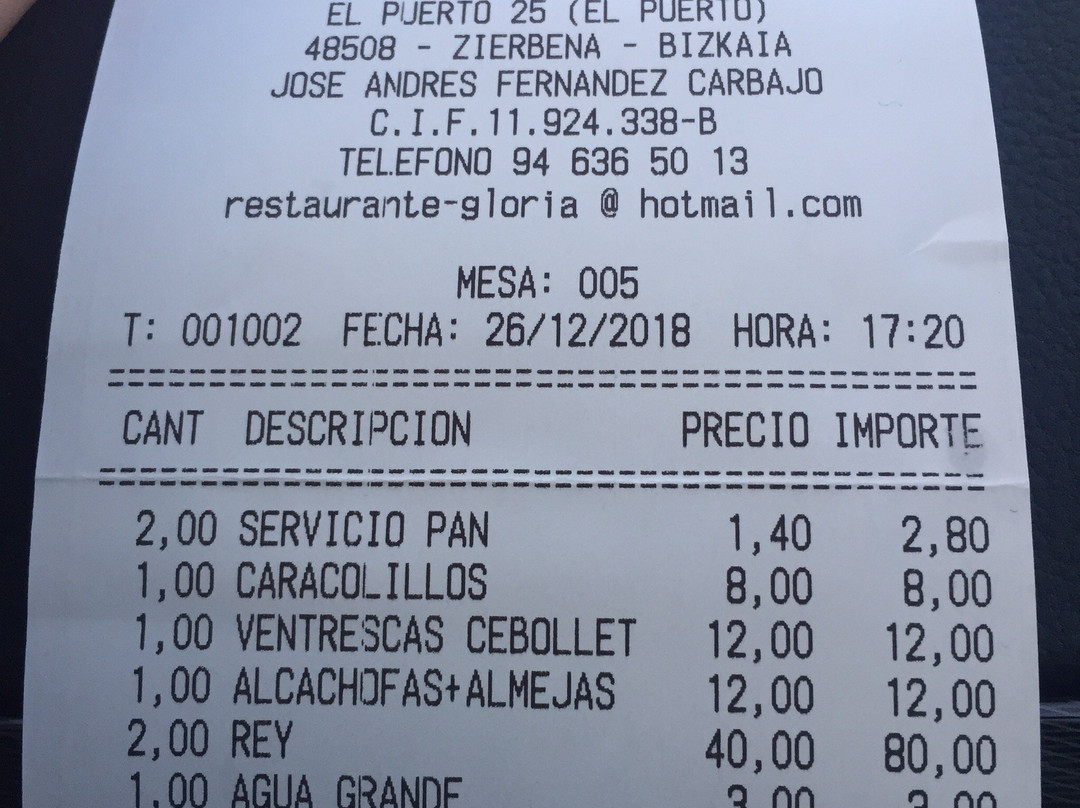 EL PUERTO 25 (EL PUERTO)
48508 - ZIERBENA - BIZKAIA
JOSE ANDRES FERNANDEZ CARBAJO
C.I.F.11.924.338-B
TELEFONO 94 636 50 13
restaurante-gloria @ hotmail.com
MESA: 005
T: 001002 FECHA: 26/12/2018 HORA: 17:20
=============================================
CANT DESCRIPCION PRECIO IMPORTE
=============================================
2,00 SERVICIO PAN 1,40 2,80
1,00 CARACOLILLOS 8,00 8,00
1,00 VENTRESCAS CEBOLLET 12,00 12,00
1,00 ALCACHOFAS+ALMEJAS 12,00 12,00
2,00 REY 40,00 80,00
1,00 AGUA GRANDE 3,00 3,00